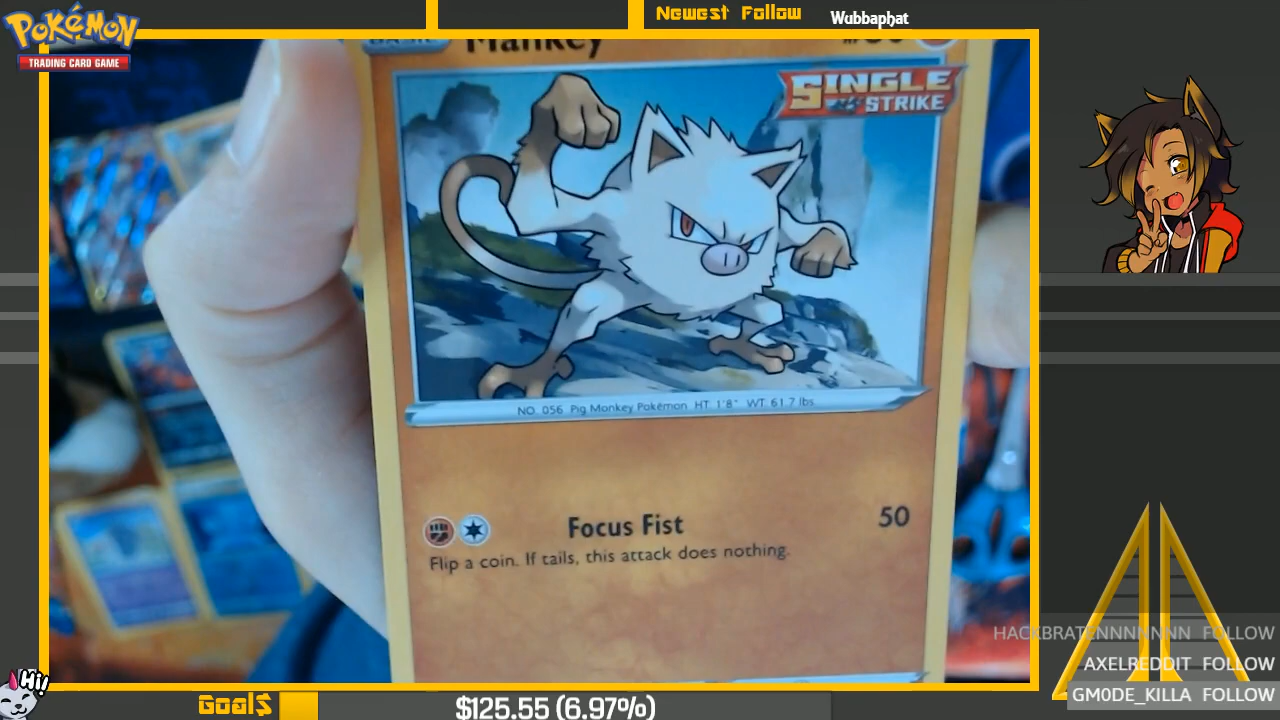 POKéMON
TRADING CARD GAME
Newest Follow
Wubbaphat
Mankey
SINGLE
STRIKE
NO. 056 Pig Monkey Pokémon HT 1'8" WT 61.7 lbs.
Focus Fist
50
Flip a coin. If tails, this attack does nothing.
HACKBRATENNNNNNN FOLLOW
AXELREDDIT FOLLOW
GM0DE_KILLA FOLLOW
Hi!
Goals
$125.55 (6.97%)